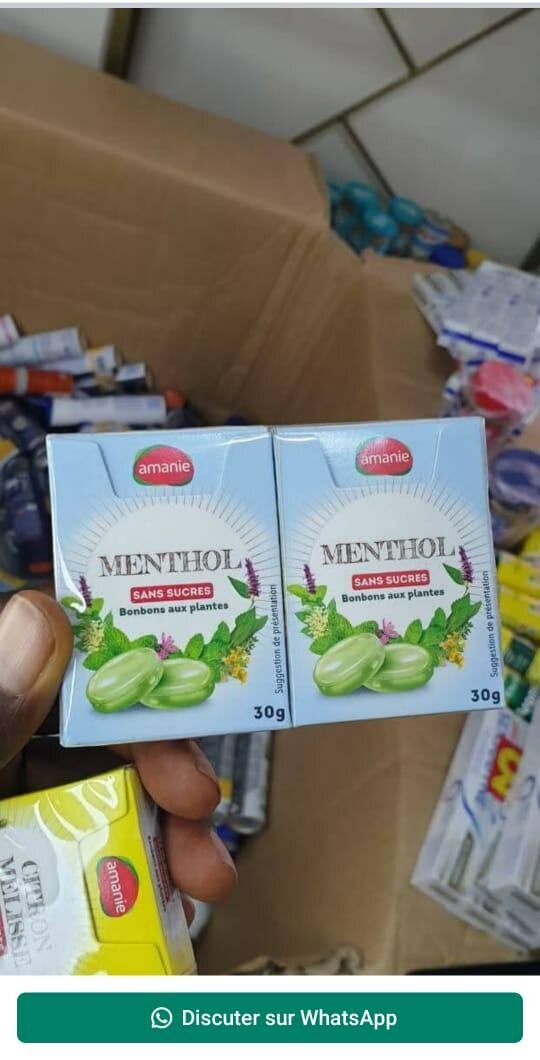 amanie
MENTHOL
SANS SUCRES
Bonbons aux plantes
Suggestion de présentation
30g
amanie
MENTHOL
SANS SUCRES
Bonbons aux plantes
Suggestion de présentation
30g
amanie
CITRON
MÉLISSE
Discuter sur WhatsApp